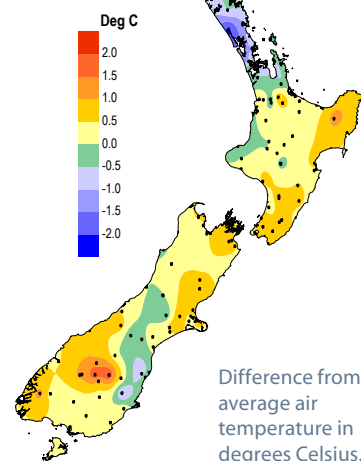 Deg C
2.0
1.5
1.0
0.5
0.0
-0.5
-1.0
-1.5
-2.0
Difference from
average air
temperature in
degrees Celsius.